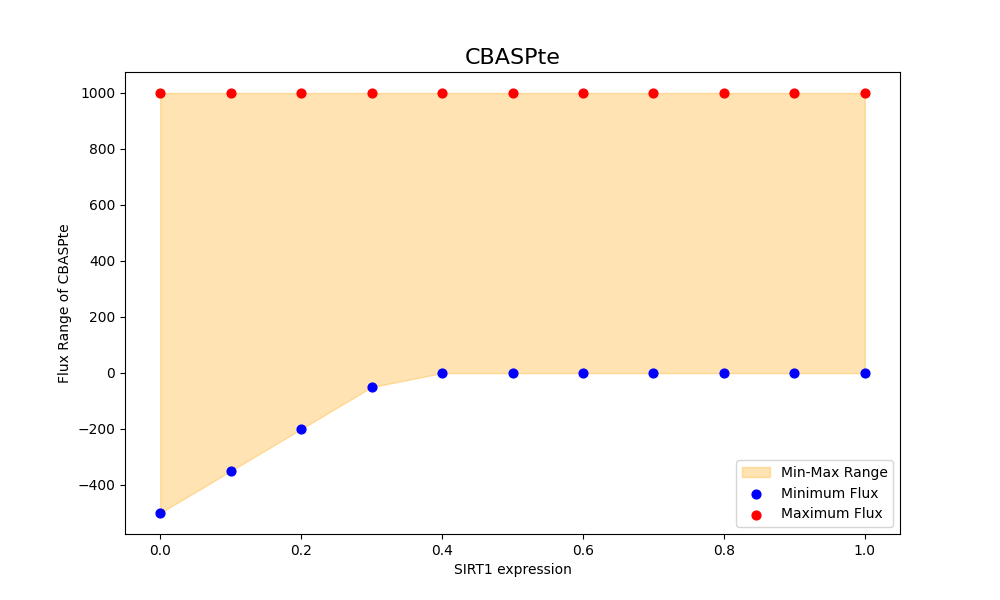 CBASPte
1000
800
600
400
200
0
−200
−400
Flux Range of CBASPte
Min-Max Range
Minimum Flux
Maximum Flux
0.0 0.2 0.4 0.6 0.8 1.0
SIRT1 expression